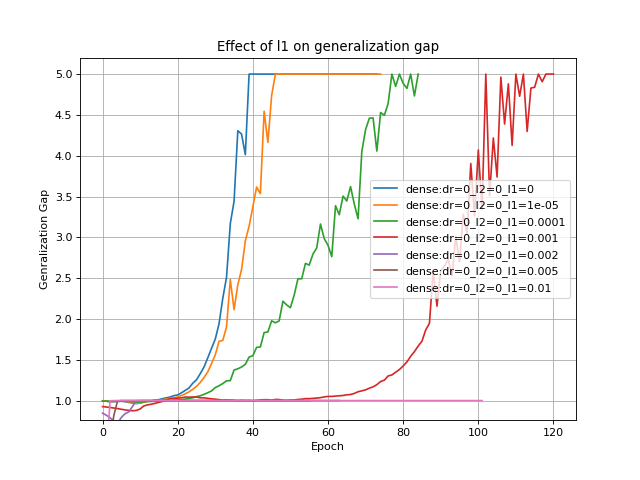 Effect of l1 on generalization gap
Genralization Gap
5.0
4.5
4.0
3.5
3.0
2.5
2.0
1.5
1.0
dense:dr=0_l2=0_l1=0
dense:dr=0_l2=0_l1=1e-05
dense:dr=0_l2=0_l1=0.0001
dense:dr=0_l2=0_l1=0.001
dense:dr=0_l2=0_l1=0.002
dense:dr=0_l2=0_l1=0.005
dense:dr=0_l2=0_l1=0.01
0 20 40 60 80 100 120
Epoch